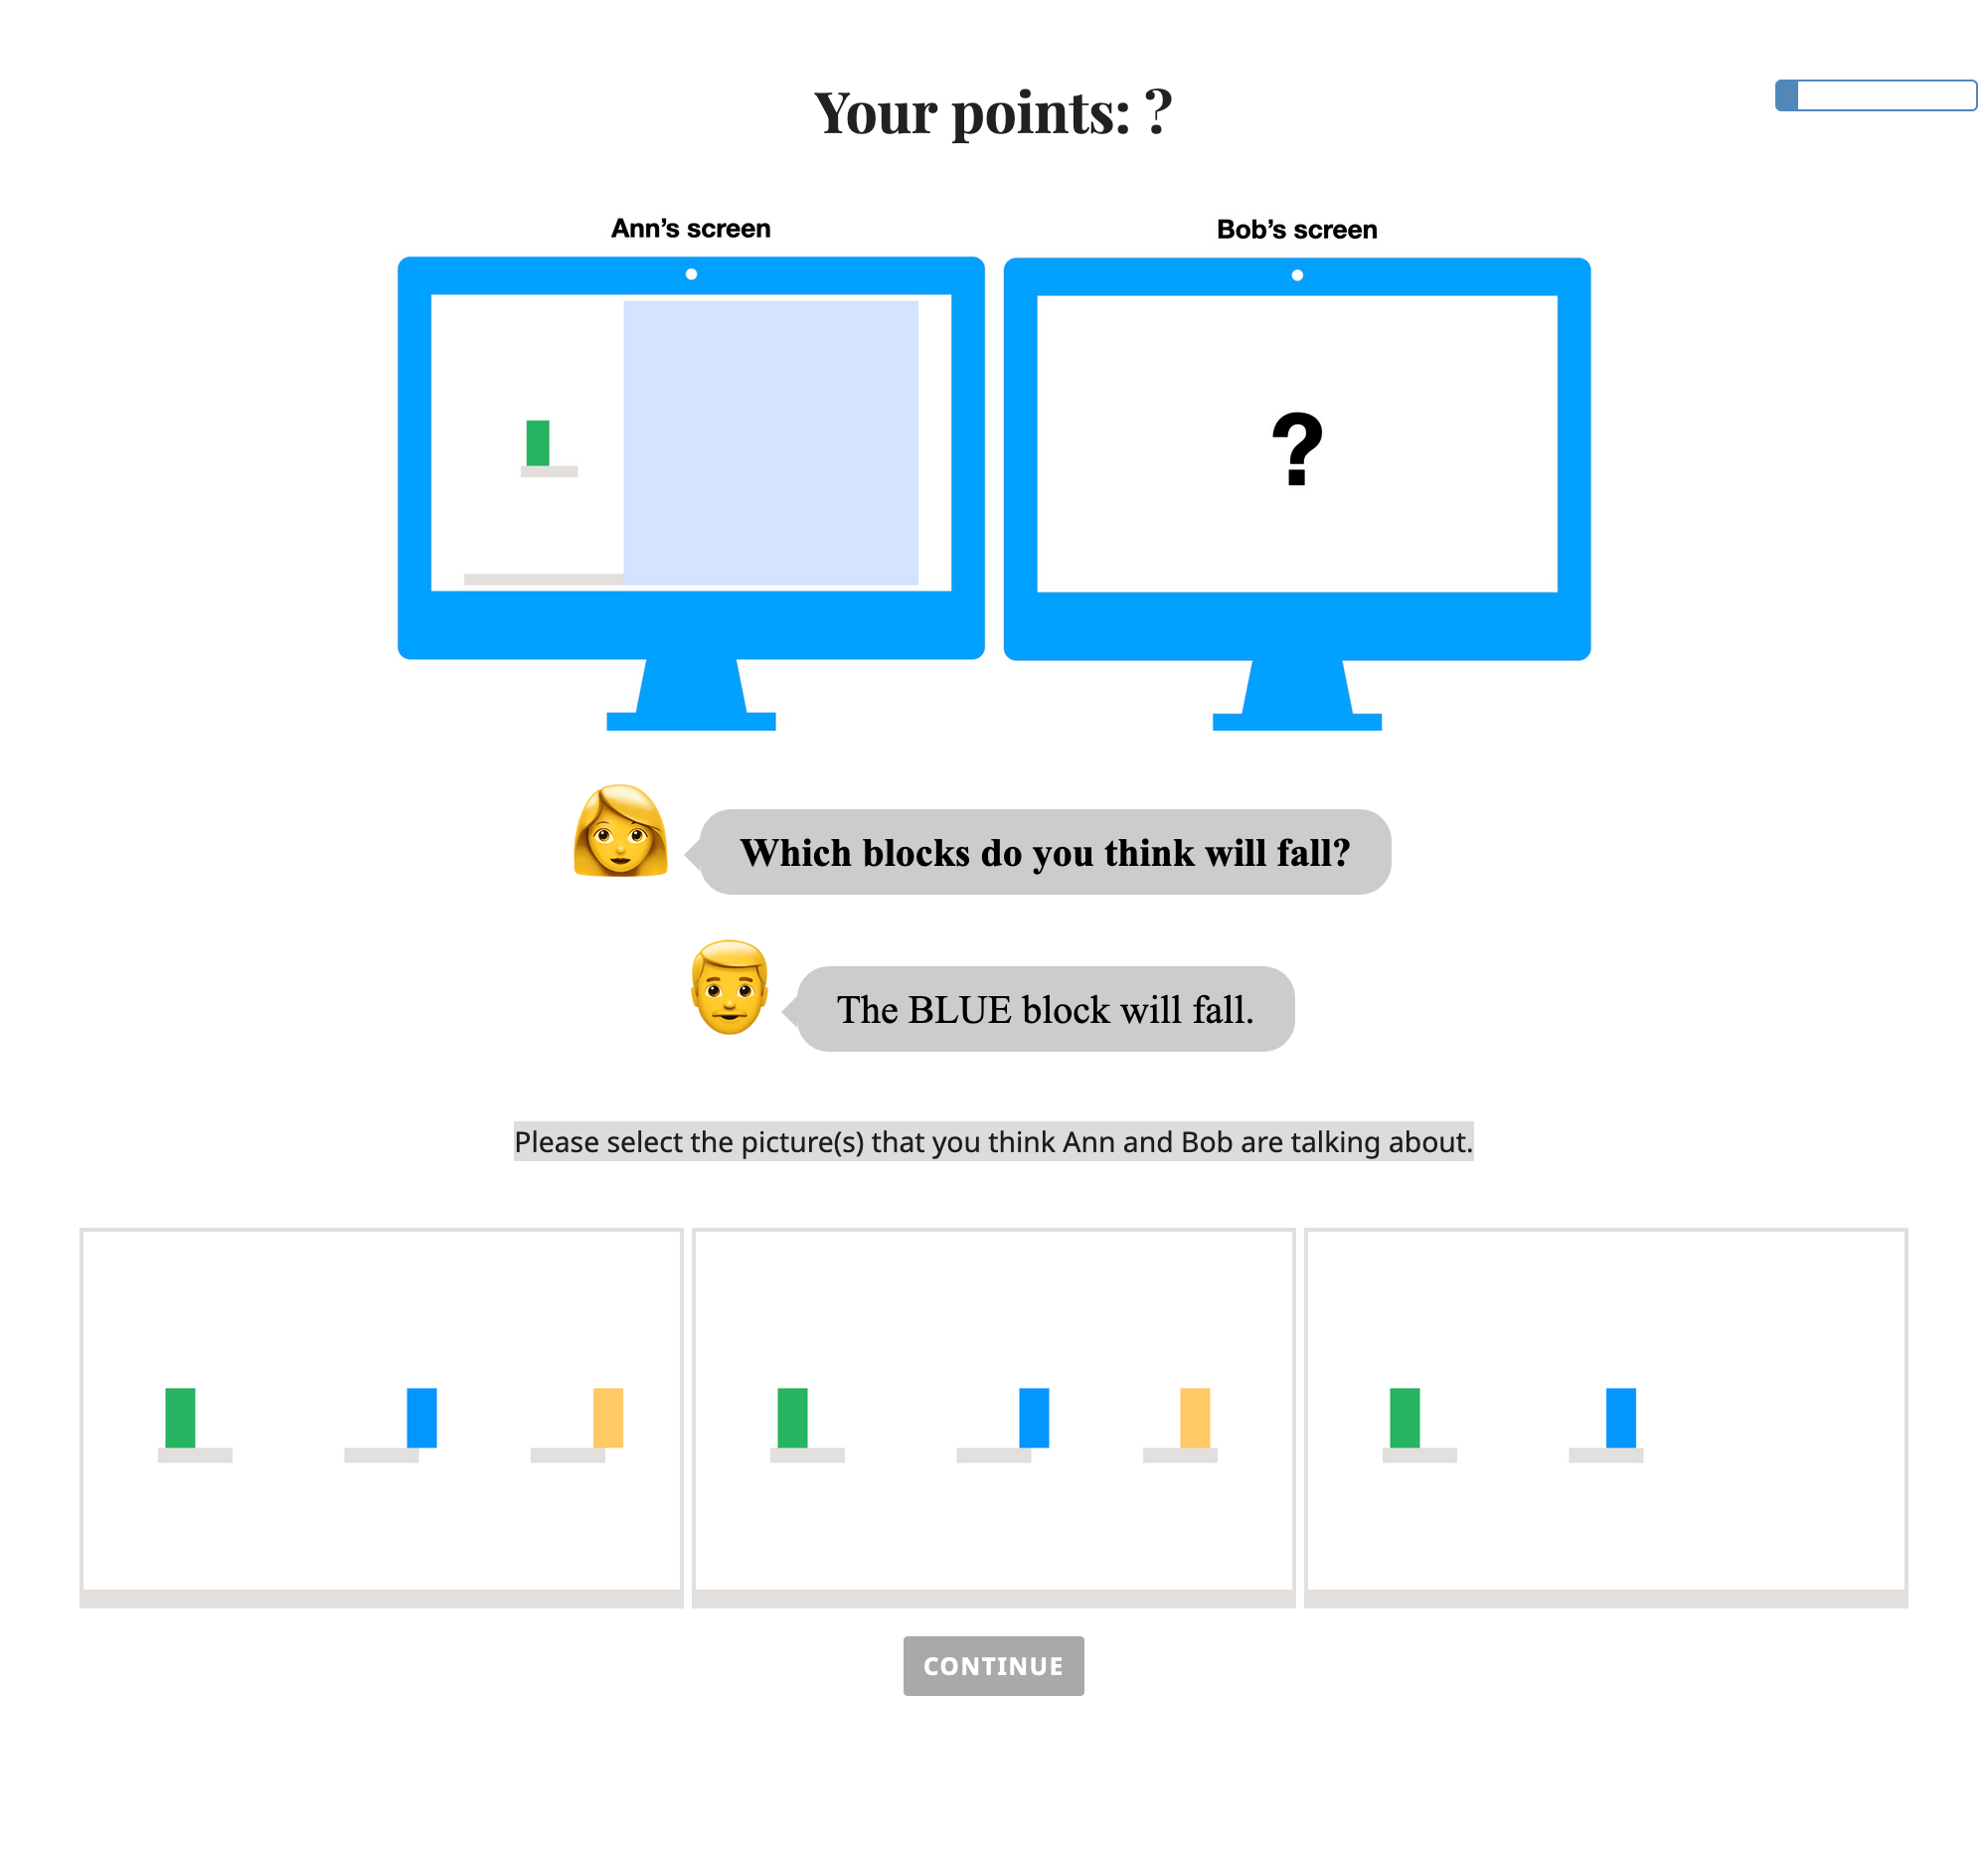 Your points: ?
Ann’s screen
Bob’s screen
?
Which blocks do you think will fall?
The BLUE block will fall.
Please select the picture(s) that you think Ann and Bob are talking about.
CONTINUE